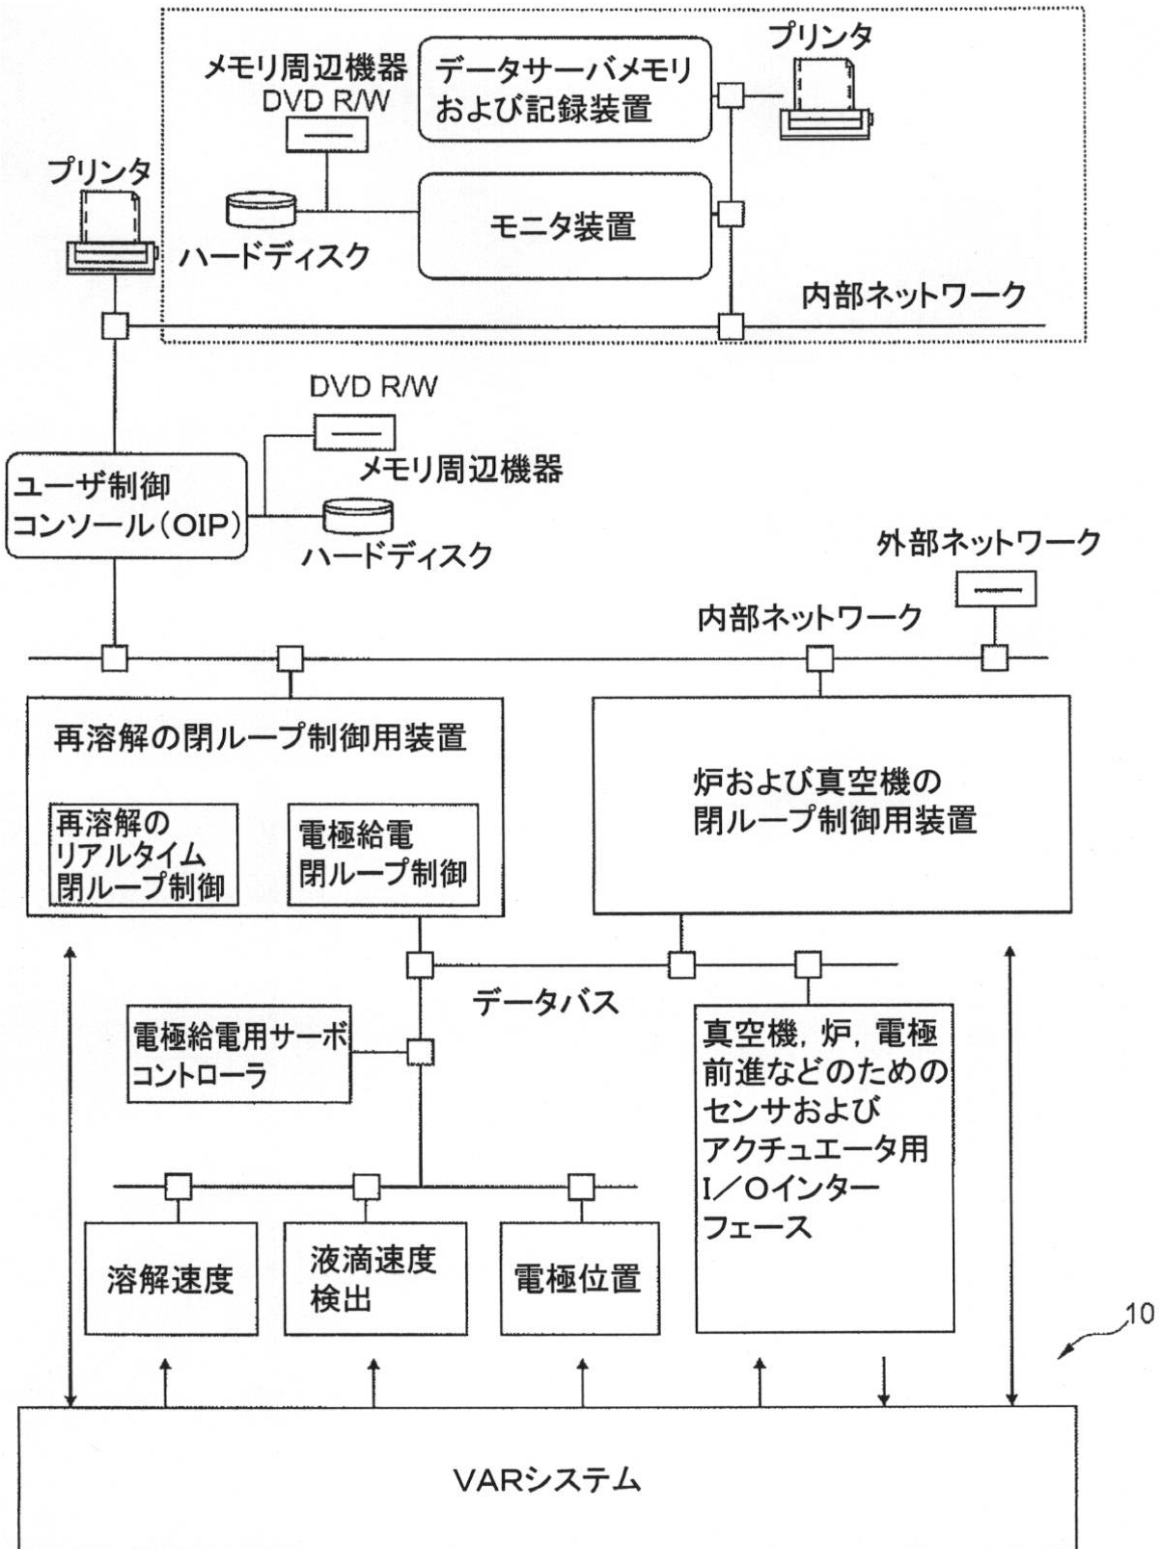 プリンタ
メモリ周辺機器
DVD R/W
データサーバメモリ
および記録装置
プリンタ
ハードディスク
モニタ装置
内部ネットワーク
DVD R/W
メモリ周辺機器
ユーザ制御
コンソール(OIP)
ハードディスク
外部ネットワーク
内部ネットワーク
再溶解の閉ループ制御用装置
再溶解の
リアルタイム
閉ループ制御
電極給電
閉ループ制御
炉および真空機の
閉ループ制御用装置
データバス
電極給電用サーボ
コントローラ
真空機, 炉, 電極
前進などのための
センサおよび
アクチュエータ用
I/Oインター
フェース
溶解速度
液滴速度
検出
電極位置
10
VARシステム